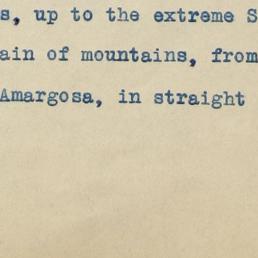 s, up to the extreme S
ain of mountains, from
Amargosa, in straight